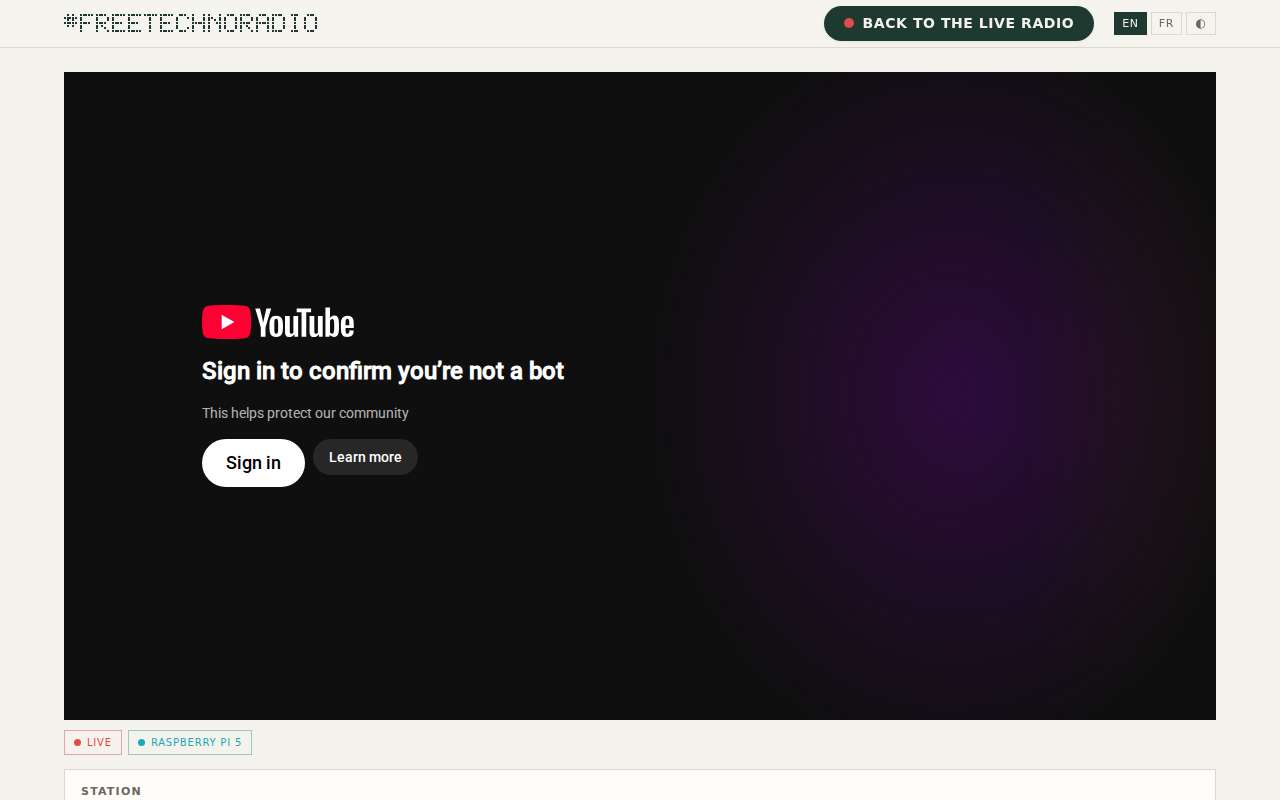 #FREETECHNORADIO
BACK TO THE LIVE RADIO
EN
FR
YouTube
Sign in to confirm you’re not a bot
This helps protect our community
Sign in
Learn more
LIVE
RASPBERRY PI 5
STATION